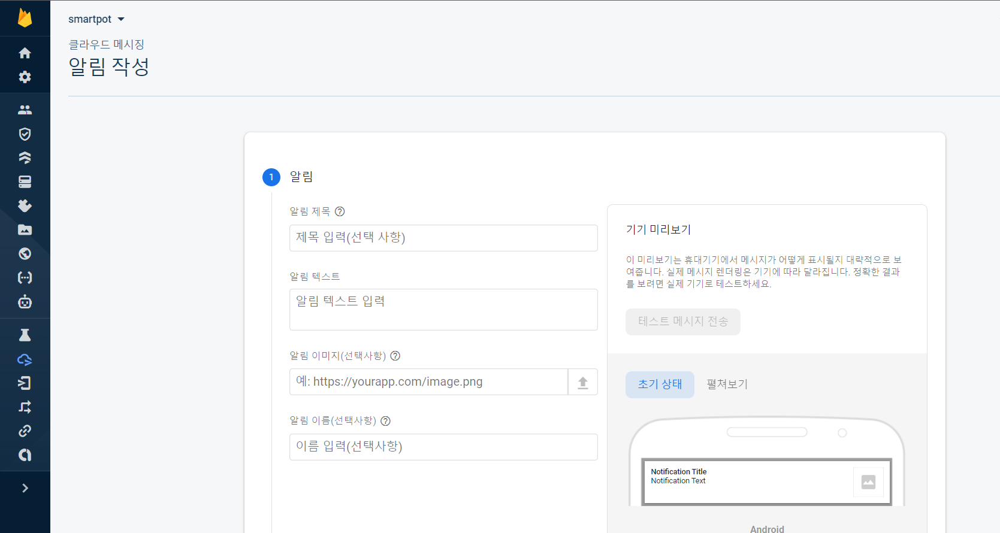 smartpot
클라우드 메시징
알림 작성
1 알림
알림 제목
제목 입력(선택 사항)
알림 텍스트
알림 텍스트 입력
알림 이미지(선택사항)
예: https://yourapp.com/image.png
알림 이름(선택사항)
이름 입력(선택사항)
기기 미리보기
이 미리보기는 휴대기기에서 메시지가 어떻게 표시될지 대략적으로 보
여줍니다. 실제 메시지 렌더링은 기기에 따라 달라집니다. 정확한 결과
를 보려면 실제 기기로 테스트하세요.
테스트 메시지 전송
초기 상태 펼쳐보기
Notification Title
Notification Text
Android